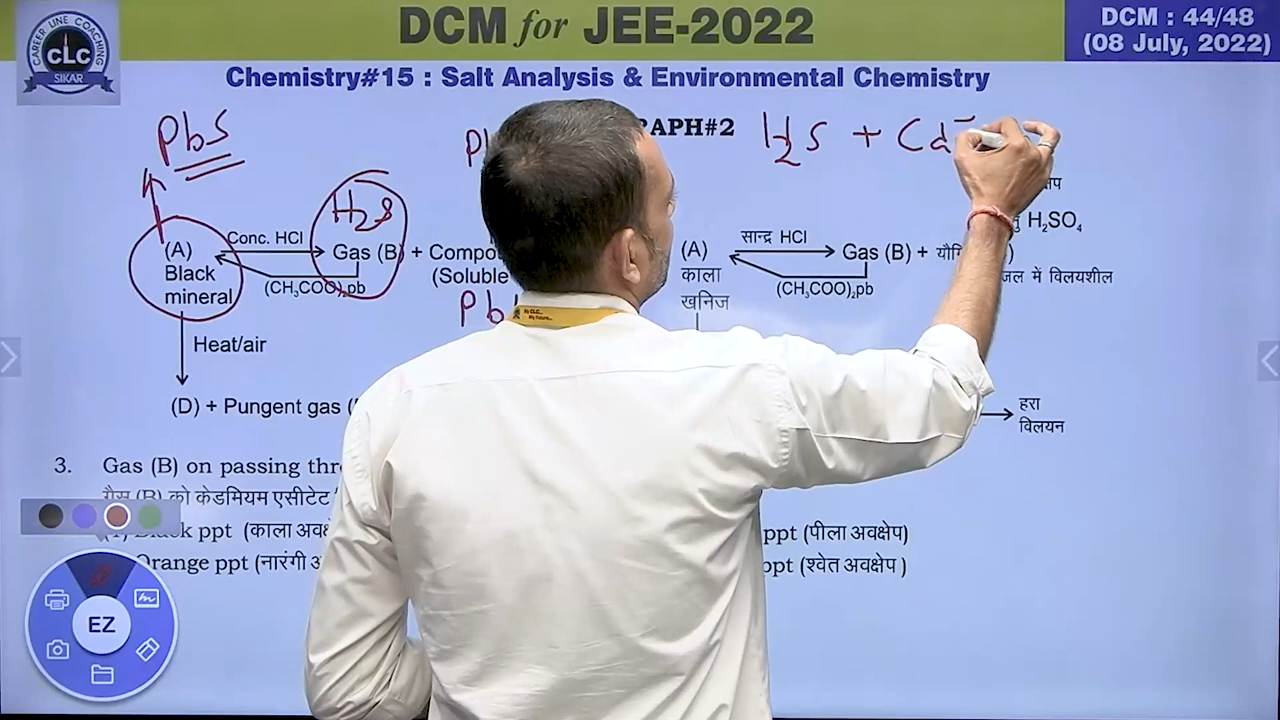 DCM for JEE-2022
DCM : 44/48
(08 July, 2022)
CAREER LINE COACHING
CLC
SIKAR
Chemistry#15 : Salt Analysis & Environmental Chemistry
PbS
RAPH#2
H2S + Cd
H2S
(A)
Black
mineral
Conc. HCl
Gas (B) + Compo
(Soluble
(CH3COO)2pb
Pb
Heat/air
(D) + Pungent gas (
(A)
काला
खनिज
सान्द्र HCl
Gas (B) +
(CH3COO)2pb
H2SO4
जल में विलयशील
हरा
विलयन
3. Gas (B) on passing thr
गैस (B) को केडमियम एसीटेट
Black ppt (काला
ppt (पीला अवक्षेप)
Orange ppt (नारंगी
ppt (श्वेत अवक्षेप )
EZ